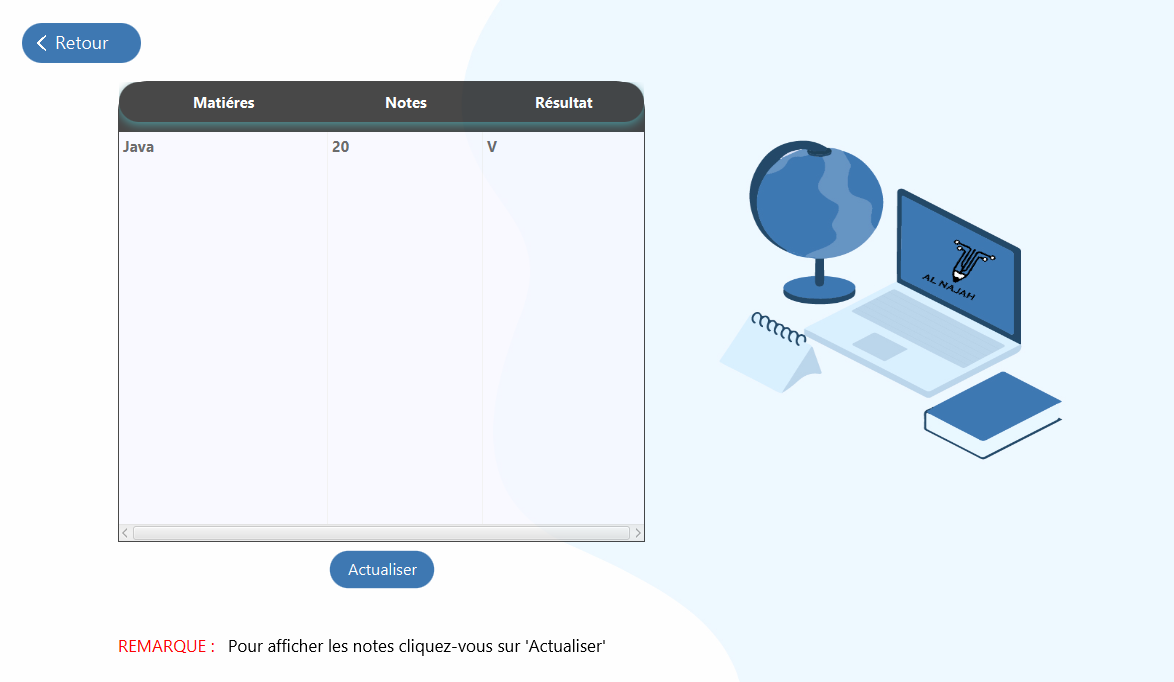 Retour
Matiéres Notes Résultat
Java 20 V
AL NAJAH
Actualiser
REMARQUE : Pour afficher les notes cliquez-vous sur 'Actualiser'